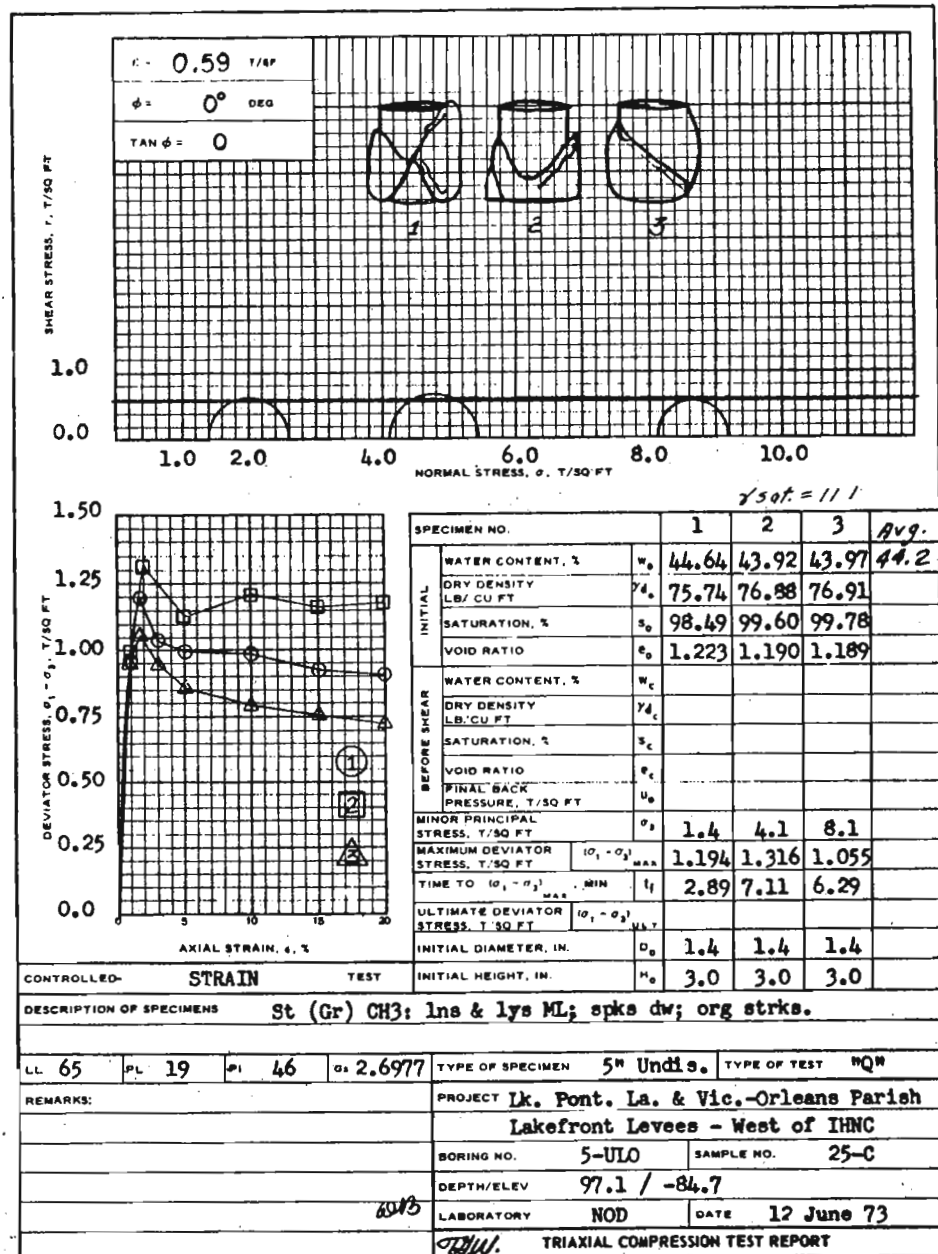 c = 0.59 T/SF
φ = 0° DEG
TAN φ = 0
1 2 3
SHEAR STRESS, τ, T/SQ FT
1.0
0.0
1.0 2.0 4.0 6.0 8.0 10.0
NORMAL STRESS, σ, T/SQ FT
γ sat. = 111
1.50
1.25
1.00
0.75
0.50
0.25
0.0
DEVIATOR STRESS, σ₁ - σ₃, T/SQ FT
1
2
3
0 5 10 15 20
AXIAL STRAIN, ε, %
CONTROLLED- STRAIN TEST
SPECIMEN NO. 1 2 3 Avg.
INITIAL
WATER CONTENT, % w₀ 44.64 43.92 43.97 44.2
DRY DENSITY LB/ CU FT γd₀ 75.74 76.88 76.91
SATURATION, % S₀ 98.49 99.60 99.78
VOID RATIO e₀ 1.223 1.190 1.189
BEFORE SHEAR
WATER CONTENT, % wc
DRY DENSITY LB/CU FT γdc
SATURATION, % Sc
VOID RATIO ec
FINAL BACK PRESSURE, T/SQ FT u₀
MINOR PRINCIPAL STRESS, T/SQ FT σ₃ 1.4 4.1 8.1
MAXIMUM DEVIATOR STRESS, T/SQ FT (σ₁ - σ₃) MAX 1.194 1.316 1.055
TIME TO (σ₁ - σ₃) MAX, MIN tf 2.89 7.11 6.29
ULTIMATE DEVIATOR STRESS, T/SQ FT (σ₁ - σ₃) ULT
INITIAL DIAMETER, IN. D₀ 1.4 1.4 1.4
INITIAL HEIGHT, IN. H₀ 3.0 3.0 3.0
DESCRIPTION OF SPECIMENS St (Gr) CH3: lns & lys ML; spks dw; org strks.
LL 65 PL 19 PI 46 Gs 2.6977 TYPE OF SPECIMEN 5" Undis. TYPE OF TEST "Q"
REMARKS:
PROJECT Lk. Pont. La. & Vic.-Orleans Parish
Lakefront Levees - West of IHNC
BORING NO. 5-ULO SAMPLE NO. 25-C
DEPTH/ELEV 97.1 / -84.7
LABORATORY NOD DATE 12 June 73
TRIAXIAL COMPRESSION TEST REPORT